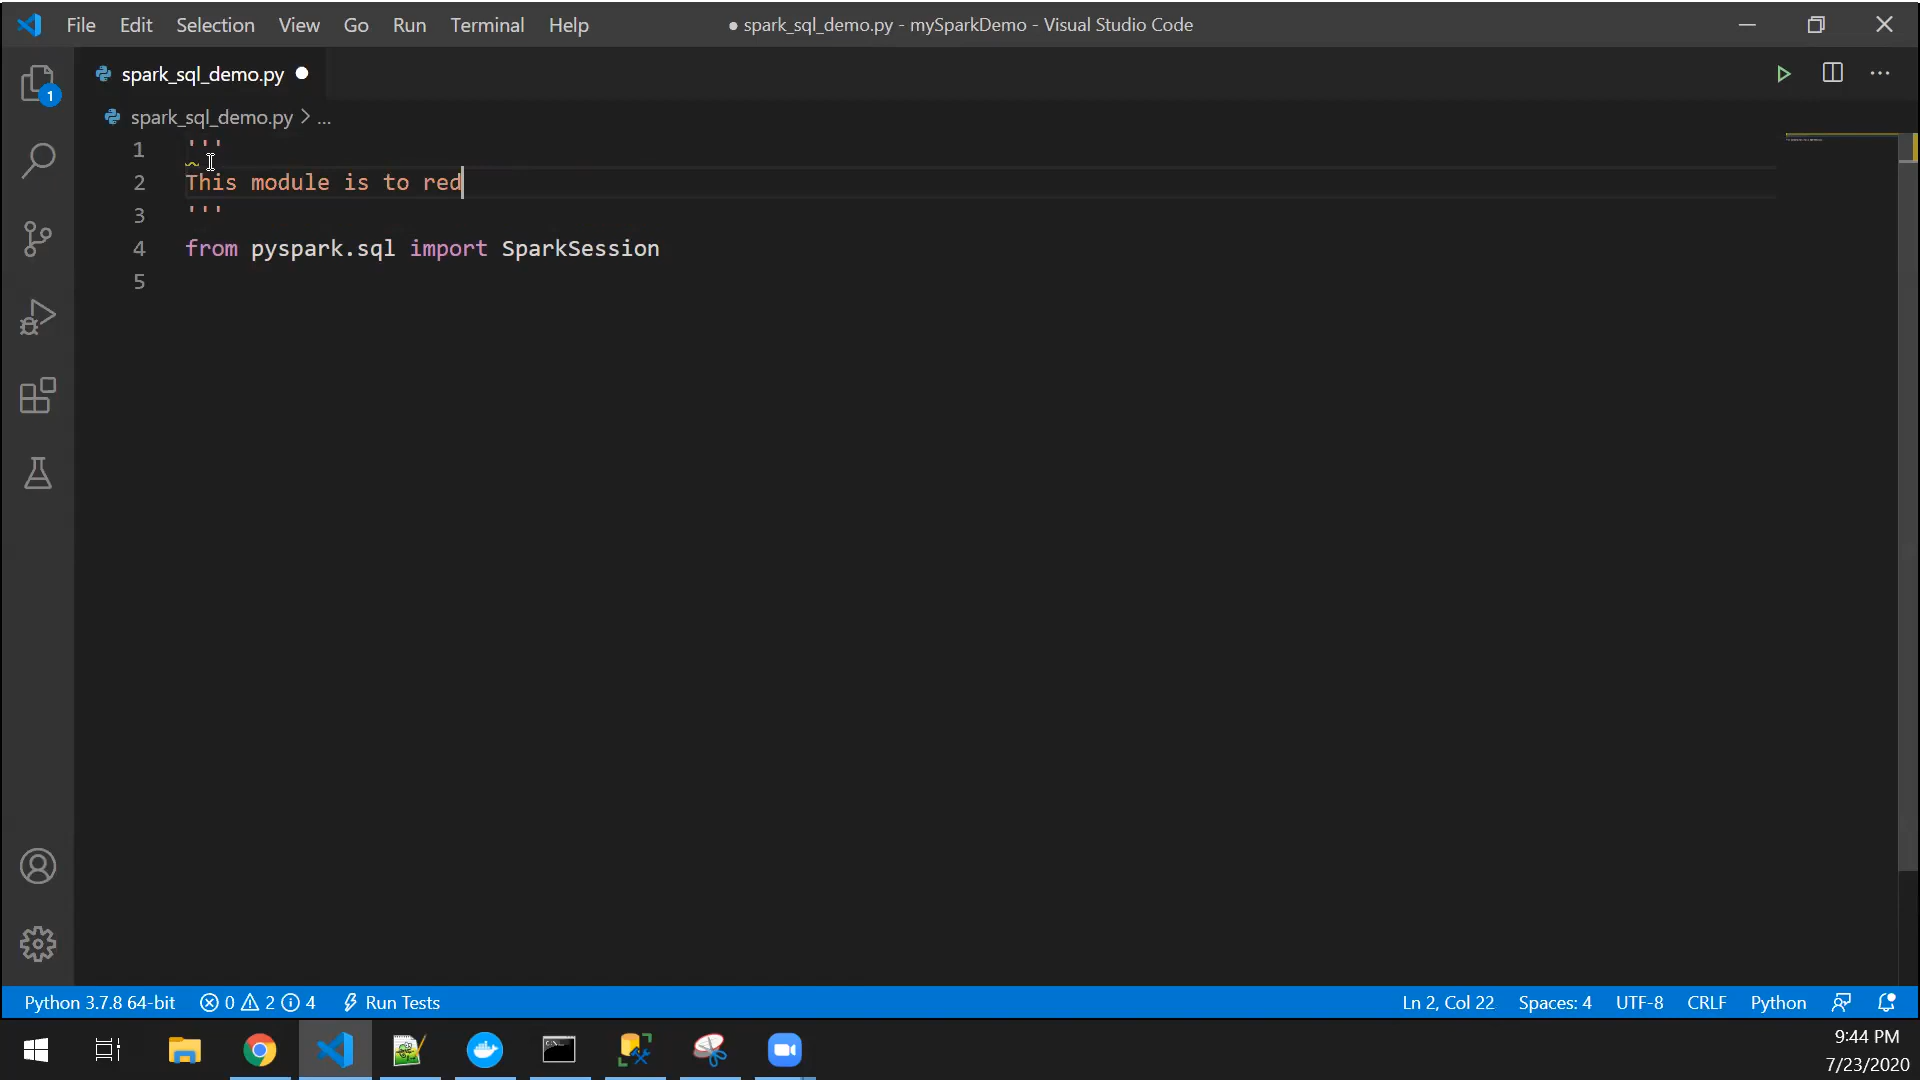 File Edit Selection View Go Run Terminal Help ● spark_sql_demo.py - mySparkDemo - Visual Studio Code
spark_sql_demo.py
1
spark_sql_demo.py > ...
1 '''
2 This module is to red
3 '''
4 from pyspark.sql import SparkSession
5
Python 3.7.8 64-bit 0 2 4 Run Tests Ln 2, Col 22 Spaces: 4 UTF-8 CRLF Python
9:44 PM
7/23/2020